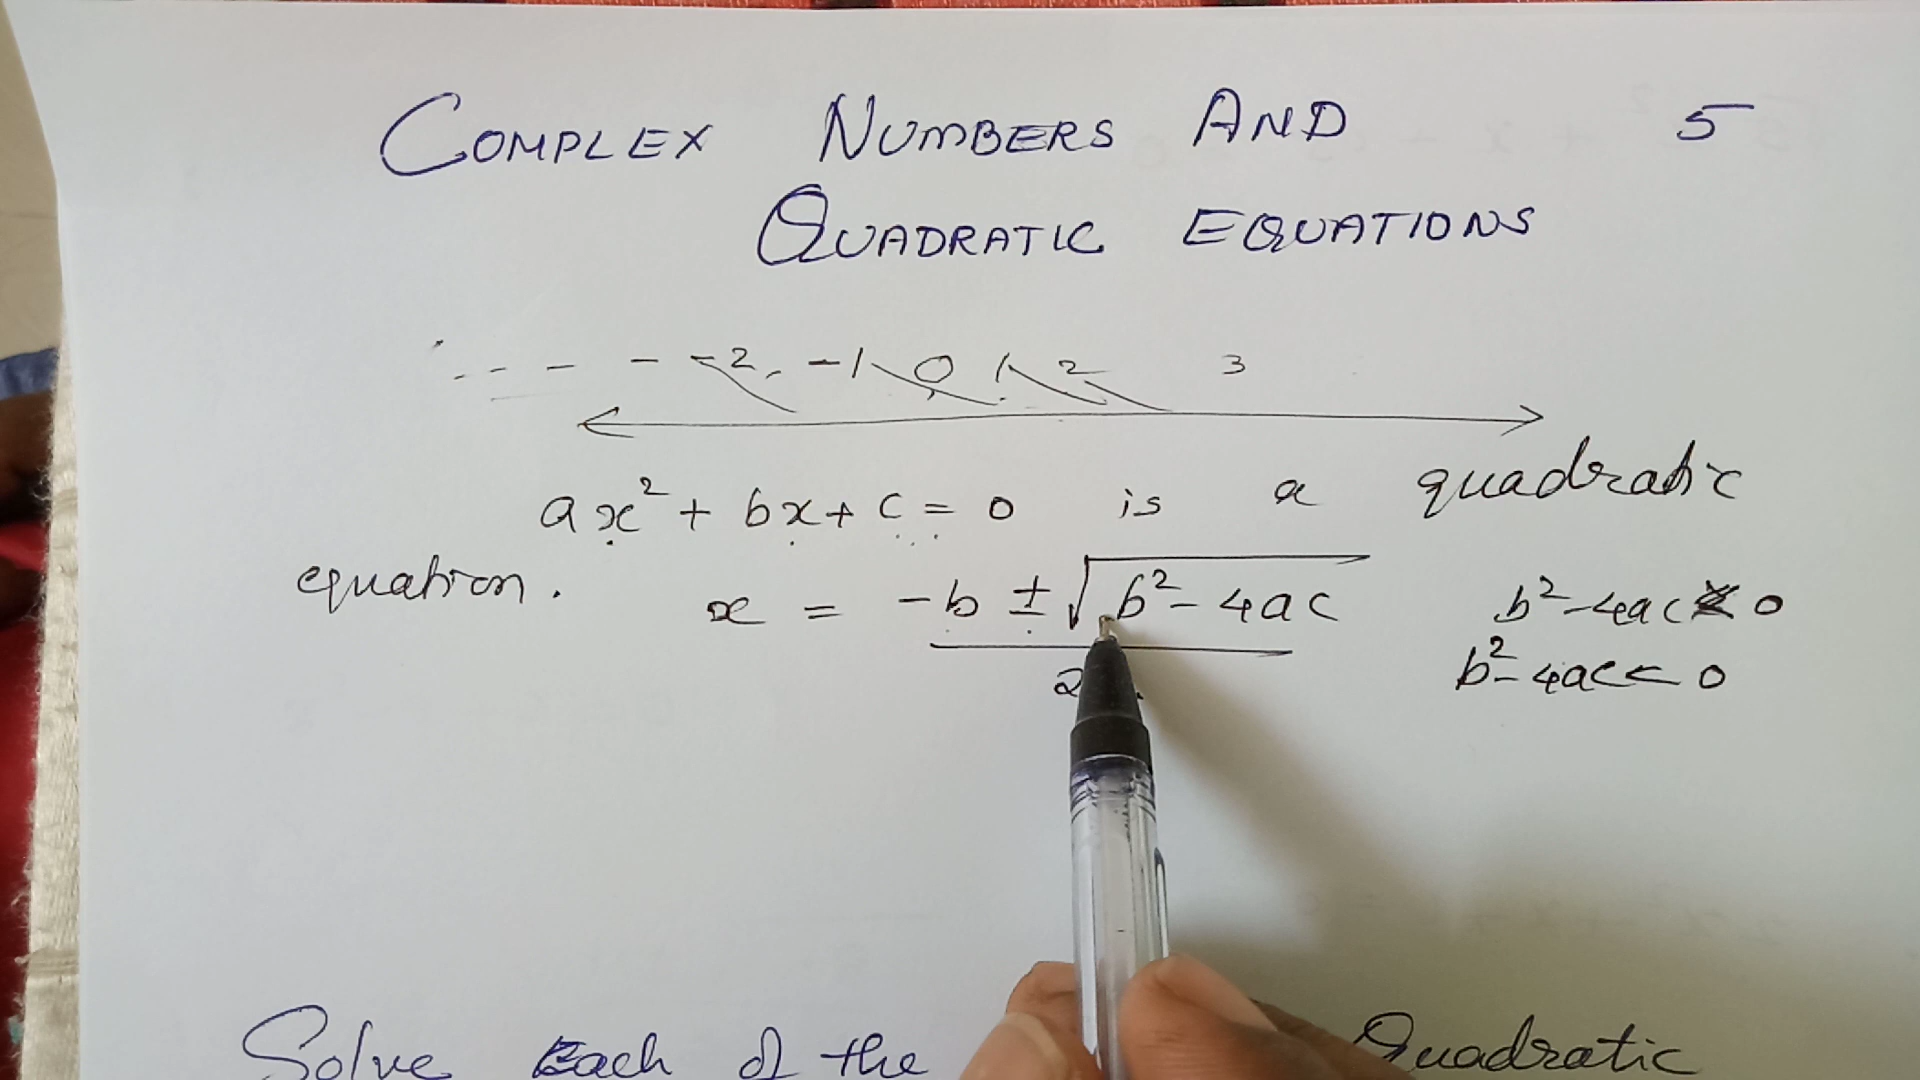 COMPLEX NUMBERS AND 5
QUADRATIC EQUATIONS
- - - - -2, -1 0 1 2 3
ax² + bx + c = 0 is a quadratic
equation.
x = -b ± √b² - 4ac b² - 4ac 0
2 b² - 4ac < 0
Solve Each of the Quadratic